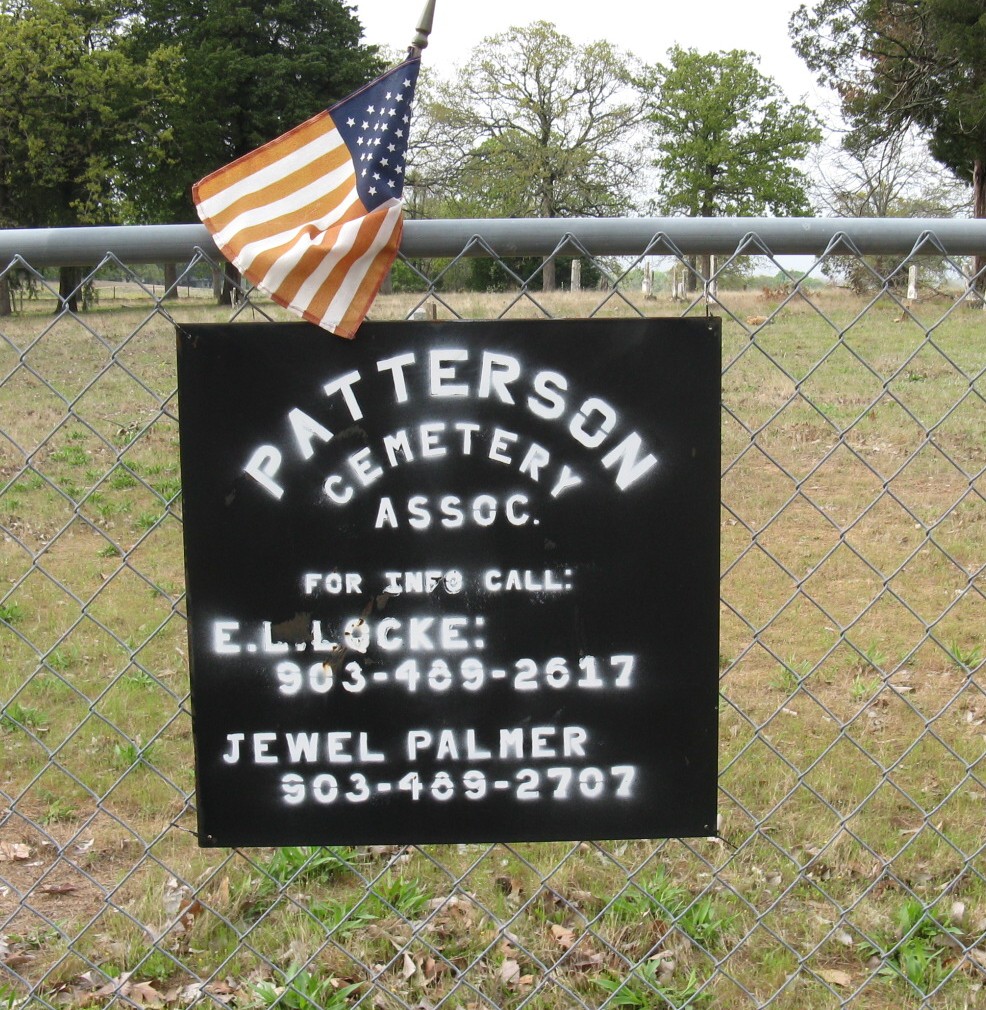 PATTERSON
CEMETERY
ASSOC.
FOR INFO CALL:
E.L.LOCKE:
903-489-2617
JEWEL PALMER
903-489-2707